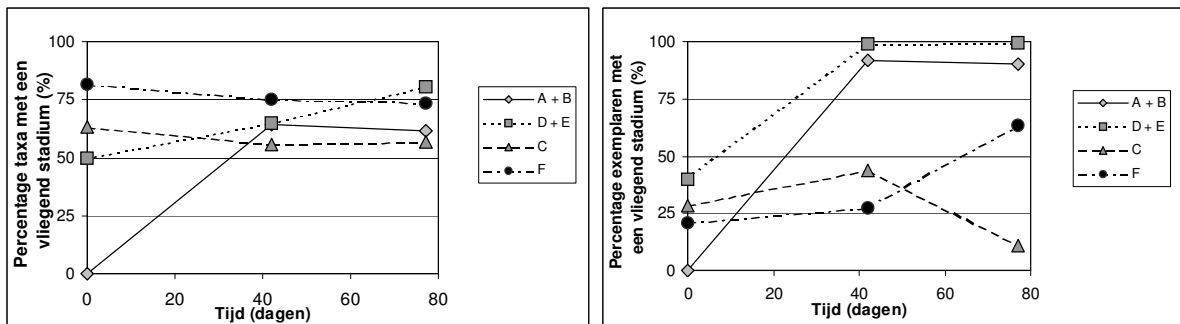 Percentage taxa met een
vliegend stadium (%)
100
75
50
25
0
0 20 40 60 80
Tijd (dagen)
A + B
D + E
C
F
Percentage exemplaren met
een vliegend stadium (%)
100
75
50
25
0
0 20 40 60 80
Tijd (dagen)
A + B
D + E
C
F